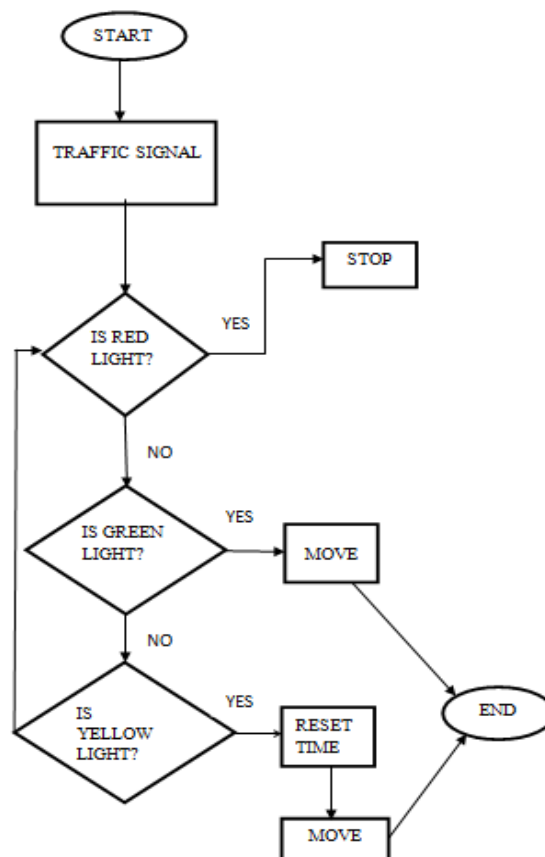 START
TRAFFIC SIGNAL
STOP
YES
IS RED
LIGHT?
NO
YES
IS GREEN
LIGHT?
MOVE
NO
YES
IS
YELLOW
LIGHT?
RESET
TIME
END
MOVE